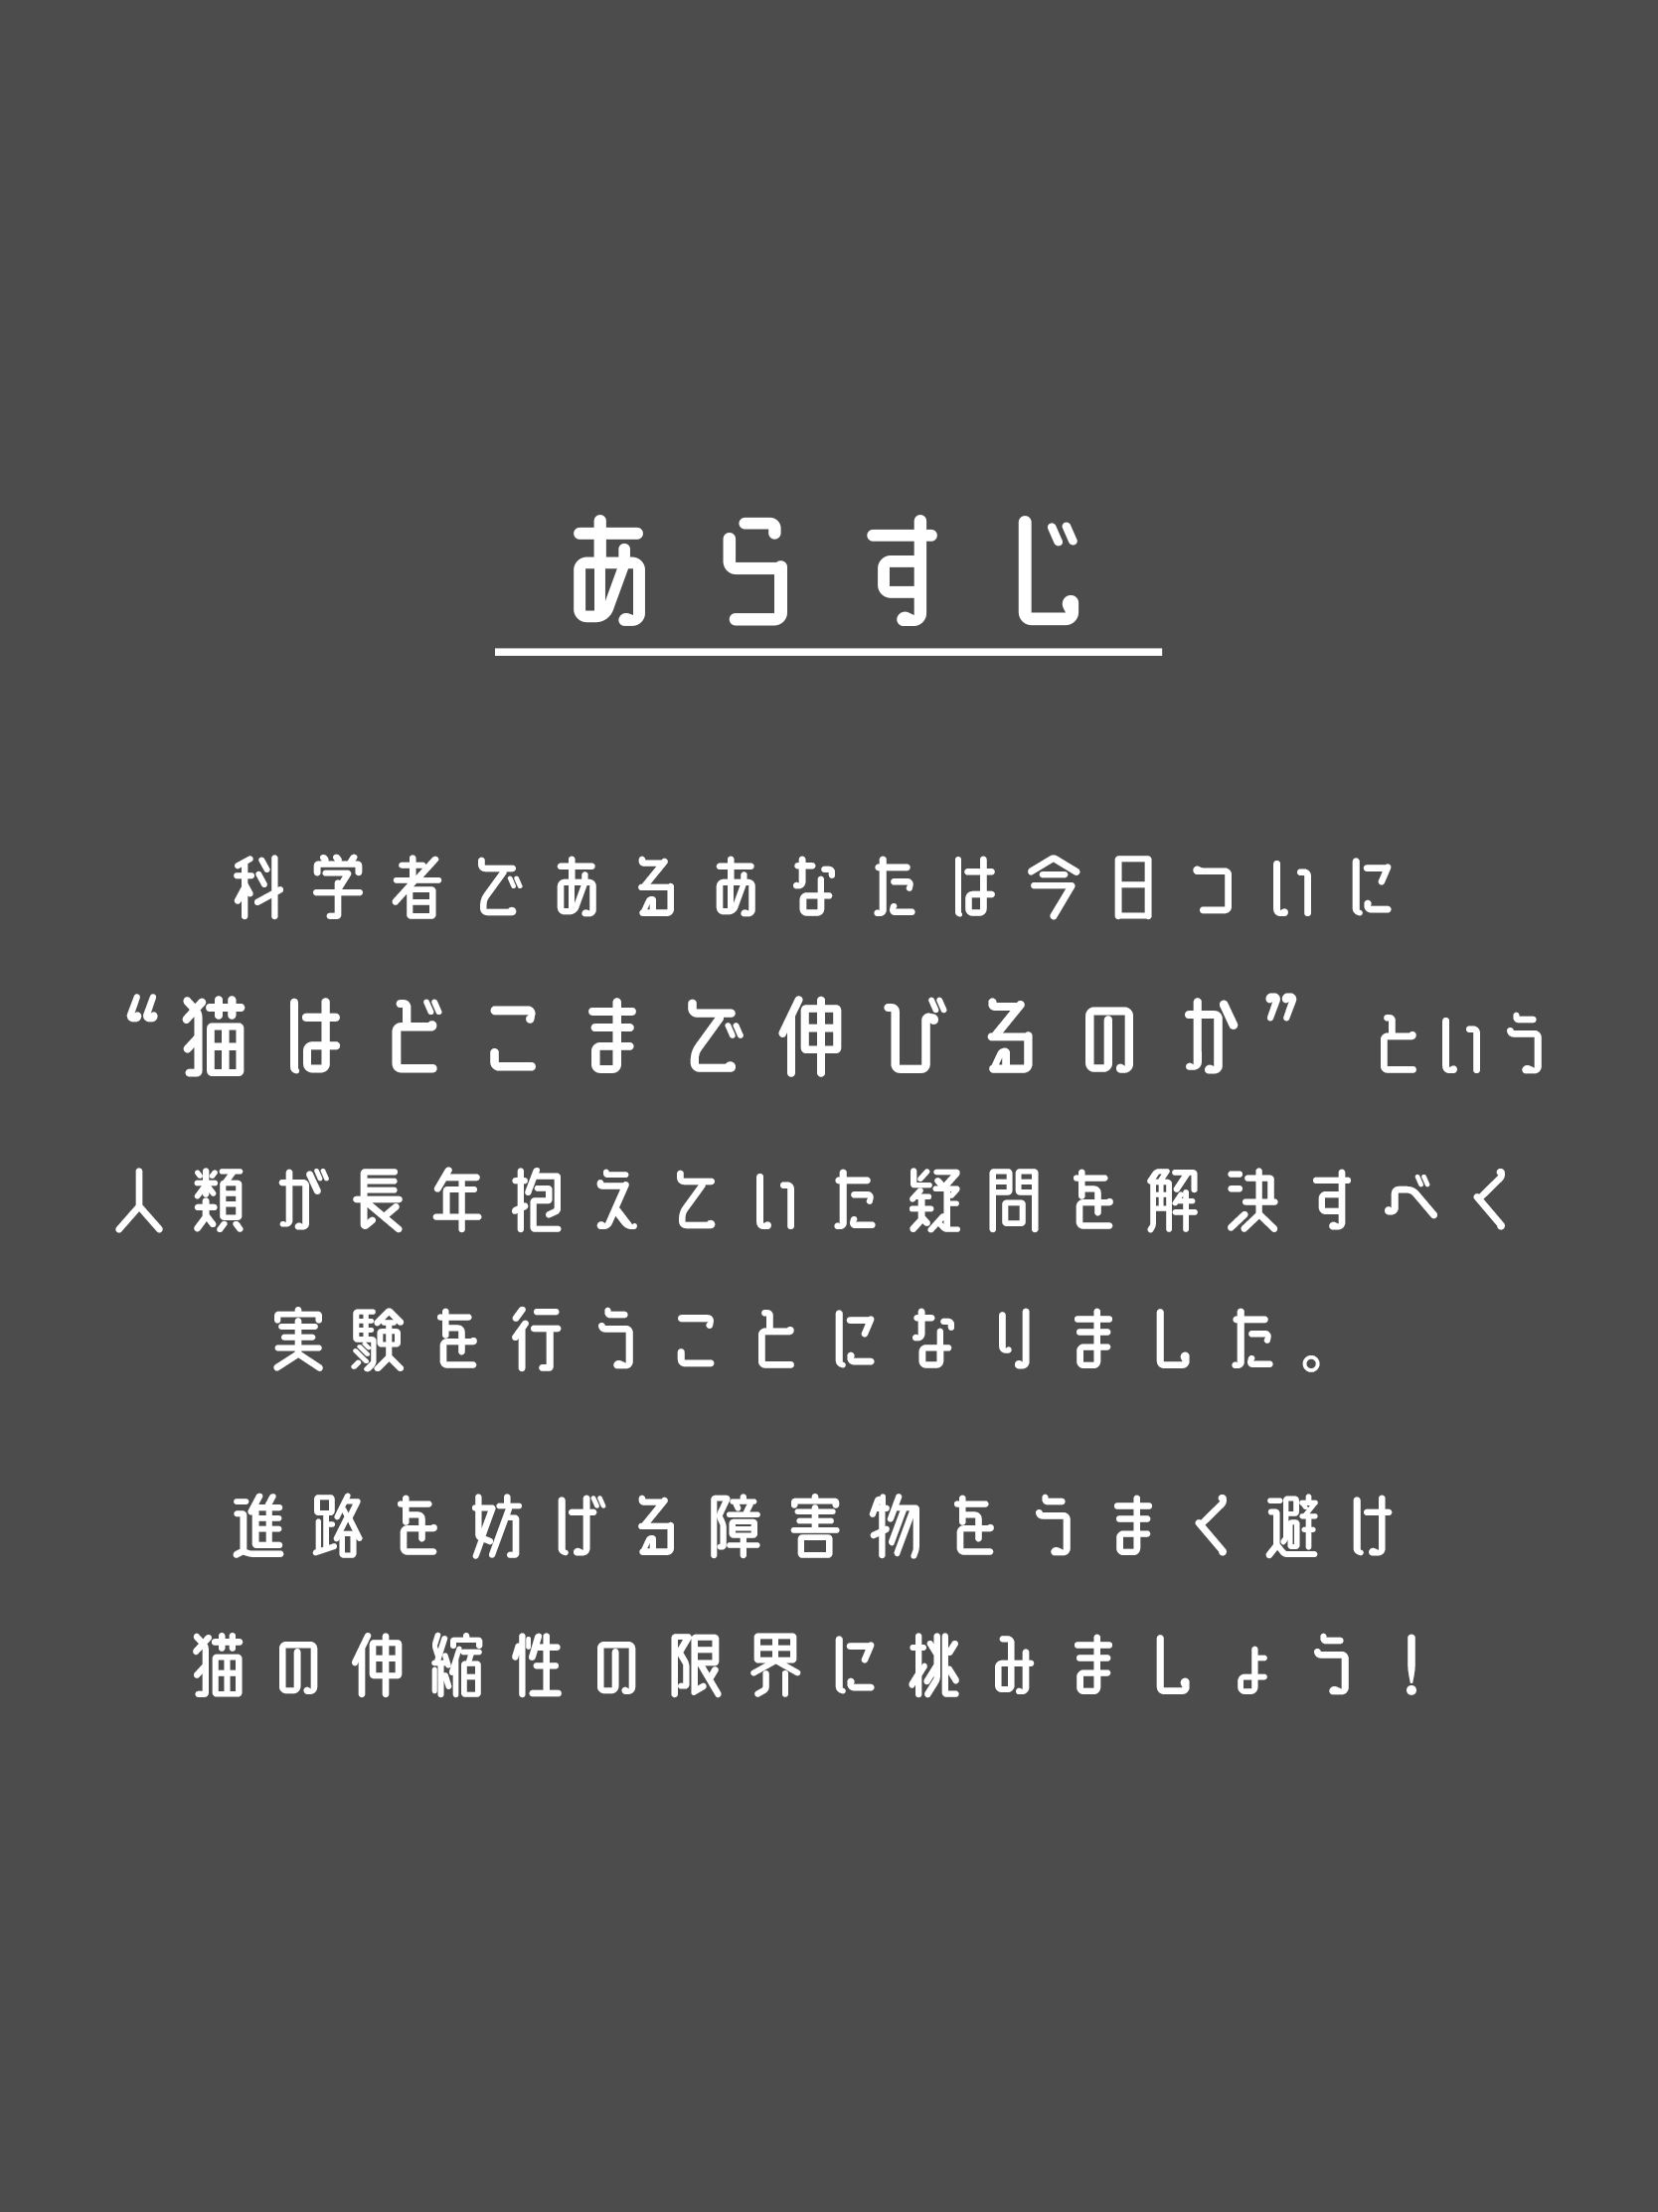 あらすじ
科学者であるあなたは今日ついに
“猫はどこまで伸びるのか” という
人類が長年抱えていた疑問を解決すべく
実験を行うことになりました。
進路を妨げる障害物をうまく避け
猫の伸縮性の限界に挑みましょう!